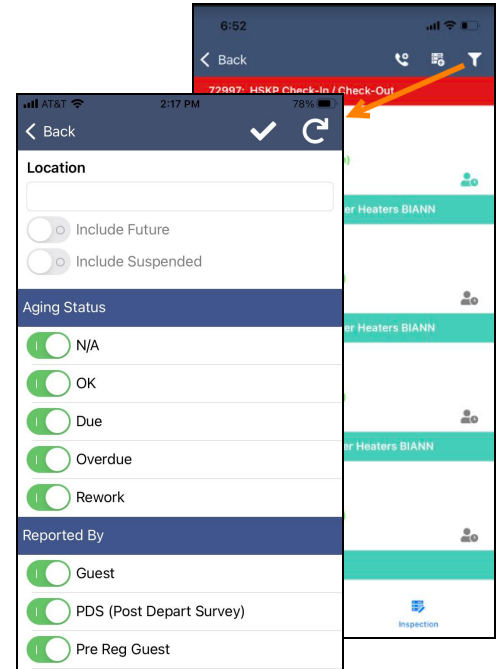 6:52
Back
72997: HSKP Check-In / Check-Out
AT&T
2:17 PM
78%
Back
Location
Include Future
Include Suspended
Aging Status
N/A
OK
Due
Overdue
Rework
Reported By
Guest
PDS (Post Depart Survey)
Pre Reg Guest
er Heaters BIANN
er Heaters BIANN
er Heaters BIANN
Inspection